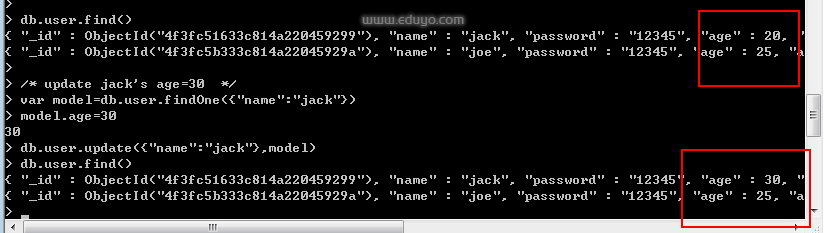 www.eduyo.com
> db.user.find()
{ "_id" : ObjectId("4f3fc51633c814a220459299"), "name" : "jack", "password" : "12345", "age" : 20, "
{ "_id" : ObjectId("4f3fc5b333c814a22045929a"), "name" : "joe", "password" : "12345", "age" : 25, "a
>
> /* update jack's age=30  */
> var model=db.user.findOne({"name":"jack"})
> model.age=30
30
> db.user.update({"name":"jack"},model)
> db.user.find()
{ "_id" : ObjectId("4f3fc51633c814a220459299"), "name" : "jack", "password" : "12345", "age" : 30, "
{ "_id" : ObjectId("4f3fc5b333c814a22045929a"), "name" : "joe", "password" : "12345", "age" : 25, "a
>